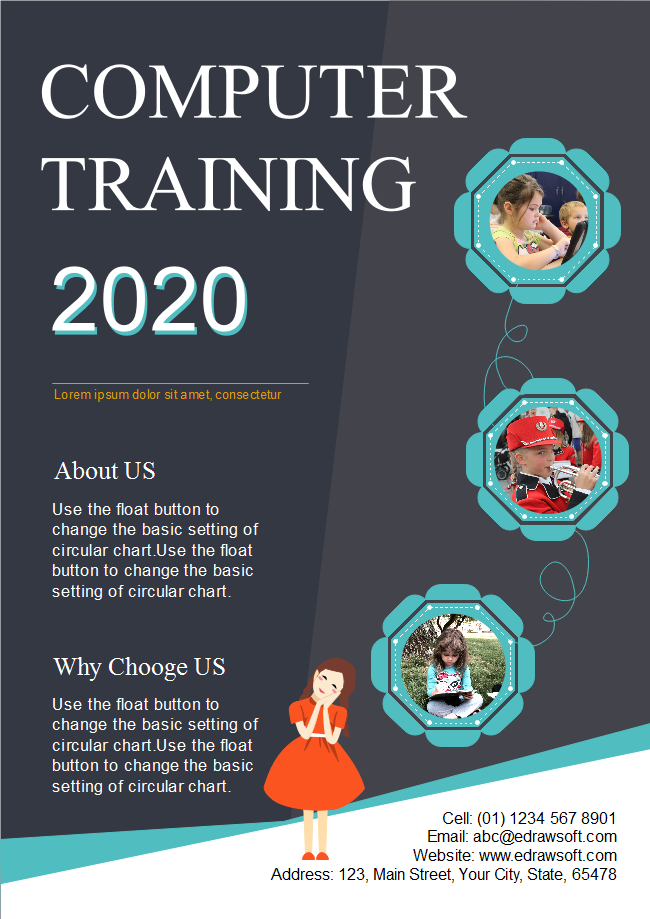 COMPUTER
TRAINING
2020
Lorem ipsum dolor sit amet, consectetur
About US
Use the float button to
change the basic setting of
circular chart.Use the float
button to change the basic
setting of circular chart.
Why Chooge US
Use the float button to
change the basic setting of
circular chart.Use the float
button to change the basic
setting of circular chart.
Cell: (01) 1234 567 8901
Email: abc@edrawsoft.com
Website: www.edrawsoft.com
Address: 123, Main Street, Your City, State, 65478